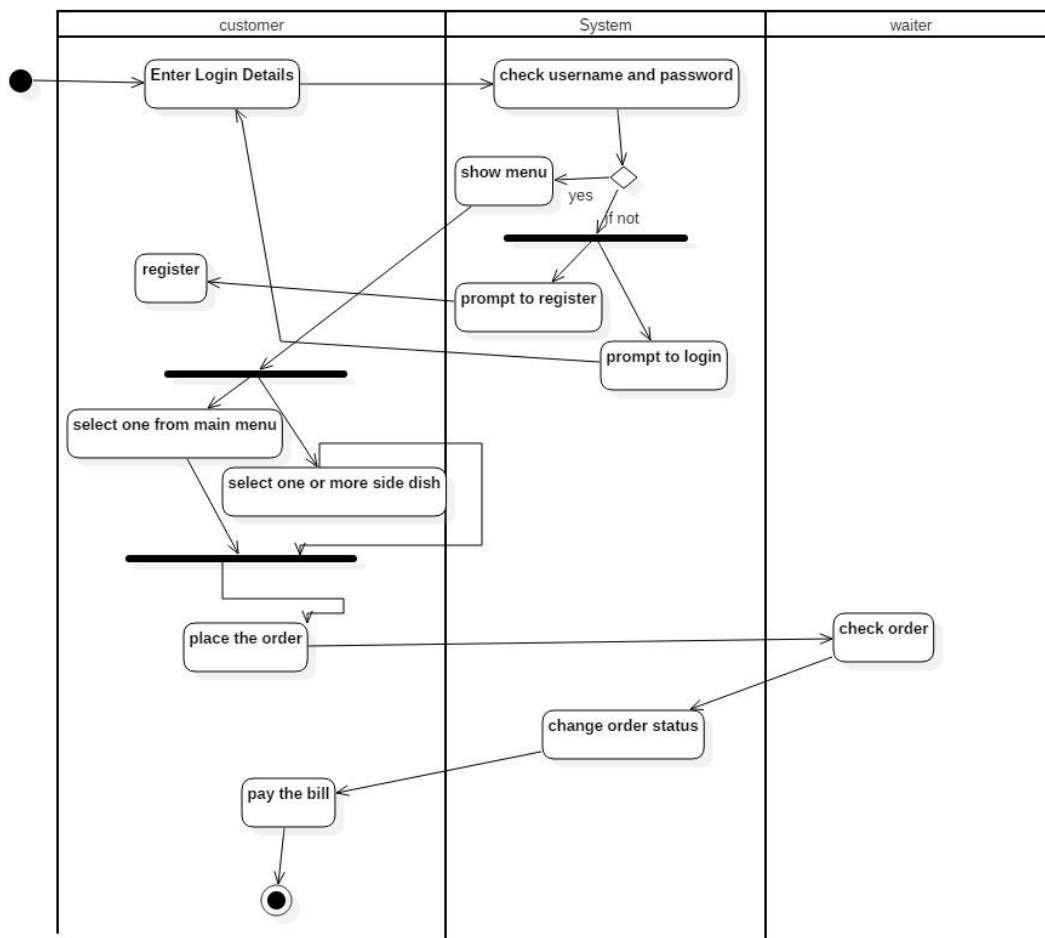 customer
System
waiter
Enter Login Details
check username and password
show menu
yes
if not
register
prompt to register
prompt to login
select one from main menu
select one or more side dish
place the order
check order
change order status
pay the bill